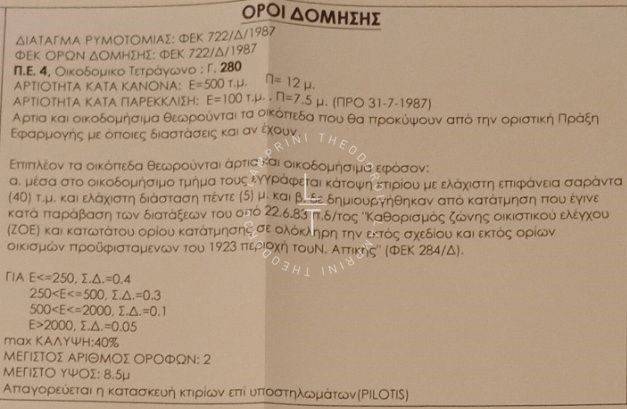 ΟΡΟΙ ΔΟΜΗΣΗΣ
ΔΙΑΤΑΓΜΑ ΡΥΜΟΤΟΜΙΑΣ: ΦΕΚ 722/Δ/1987
ΦΕΚ ΟΡΩΝ ΔΟΜΗΣΗΣ: ΦΕΚ 722/Δ/1987
Π.Ε. 4, Οικοδομικο Τετράγωνο : Γ. 280
ΑΡΤΙΟΤΗΤΑ ΚΑΤΑ ΚΑΝΟΝΑ: Ε=500 τ.μ. Π= 12 μ.
ΑΡΤΙΟΤΗΤΑ ΚΑΤΑ ΠΑΡΕΚΚΛΙΣΗ: Ε=100 τ.μ. , Π=7.5 μ. (ΠΡΟ 31-7-1987)
Αρτια και οικοδομήσιμα θεωρούνται τα οικόπεδα που θα προκύψουν από την οριστική Πράξη
Εφαρμογής με όποιες διαστάσεις και αν έχουν.
Επιπλέον τα οικόπεδα θεωρούνται άρτια και οικοδομήσιμα εφόσον:
α. μέσα στο οικοδομήσιμο τμήμα τους εγγράφεται κάτοψη κτιρίου με ελάχιστη επιφάνεια σαράντα
(40) τ.μ. και ελάχιστη διάσταση πέντε (5) μ. και β. δε δημιουργήθηκαν από κατάτμηση που έγινε
κατά παράβαση των διατάξεων του από 22.6.83 π.δ/τος "Καθορισμός ζώνης οικιστικού ελέγχου
(ΖΟΕ) και κατωτάτου ορίου κατάτμησης σε ολόκληρη την εκτός σχεδίου και εκτός ορίων
οικισμών προϋφισταμενων του 1923 περιοχή τουΝ. Αττικής" (ΦΕΚ 284/Δ).
ΓΙΑ Ε<=250, Σ.Δ.=0.4
250<Ε<=500, Σ.Δ.=0.3
500<Ε<=2000, Σ.Δ.=0.1
Ε>2000, Σ.Δ.=0.05
max ΚΑΛΥΨΗ:40%
ΜΕΓΙΣΤΟΣ ΑΡΙΘΜΟΣ ΟΡΟΦΩΝ: 2
ΜΕΓΙΣΤΟ ΥΨΟΣ: 8.5μ
Απαγορεύεται η κατασκευή κτιρίων επί υποστηλωμάτων(PILOTIS)
THEODOR